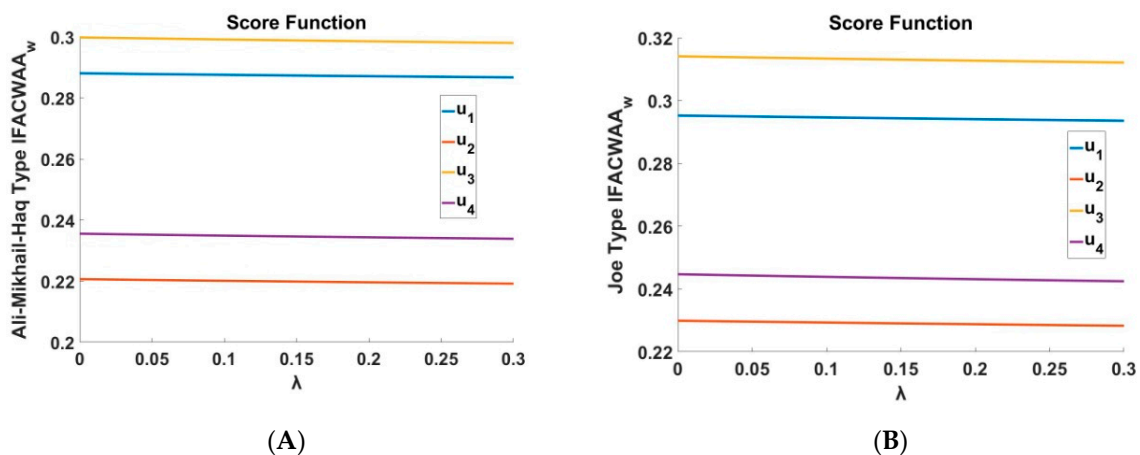 Score Function
Ali-Mikhail-Haq Type IFACWAA_w
0.3
0.28
0.26
0.24
0.22
0.2
0
0.05
0.1
0.15
0.2
0.25
0.3
λ
u_1
u_2
u_3
u_4
(A)
Score Function
Joe Type IFACWAA_w
0.32
0.3
0.28
0.26
0.24
0.22
0
0.05
0.1
0.15
0.2
0.25
0.3
λ
u_1
u_2
u_3
u_4
(B)